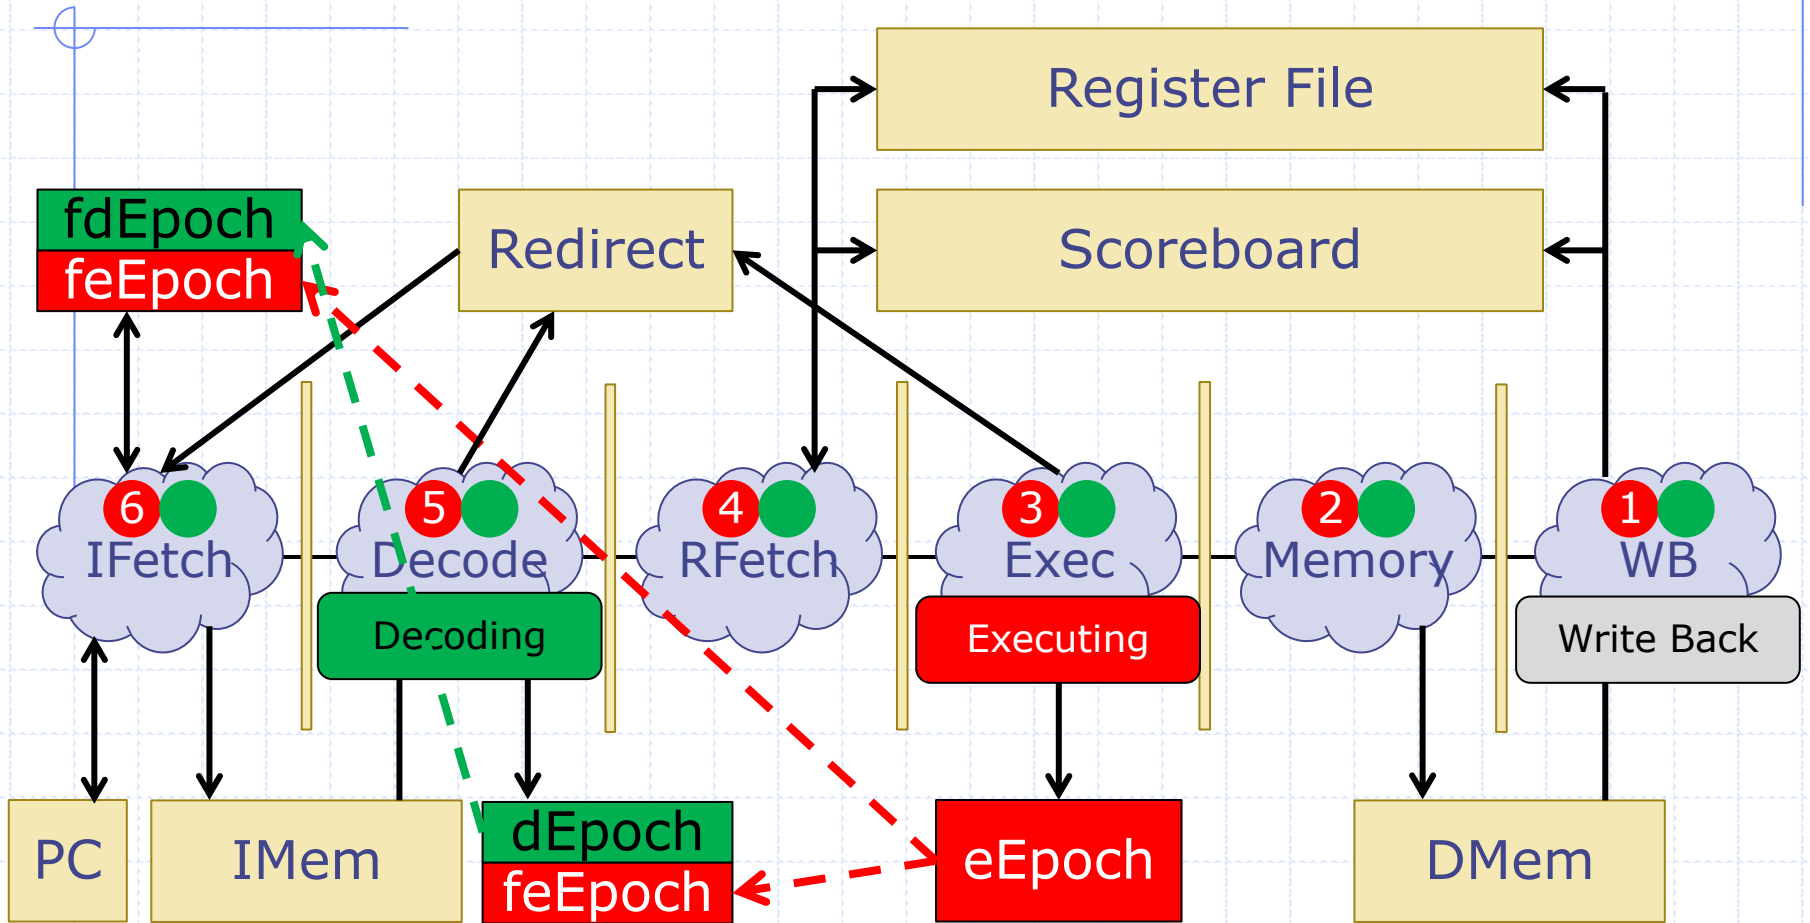 Register File
fdEpoch
feEpoch
Redirect
Scoreboard
6
5
4
3
2
1
IFetch
Decode
RFetch
Exec
Memory
WB
Decoding
Executing
Write Back
PC
IMem
dEpoch
feEpoch
eEpoch
DMem